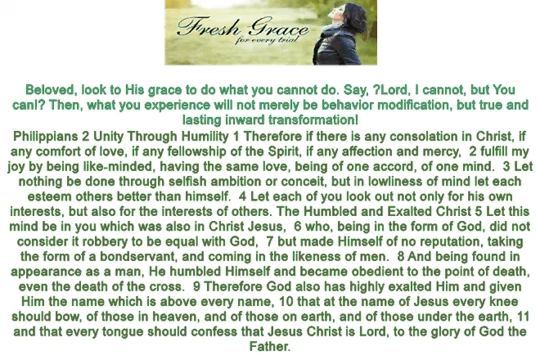 Fresh Grace
for every trial
Beloved, look to His grace to do what you cannot do. Say, ?Lord, I cannot, but You
canl? Then, what you experience will not merely be behavior modification, but true and
lasting inward transformation!
Philippians 2 Unity Through Humility 1 Therefore if there is any consolation in Christ, if
any comfort of love, if any fellowship of the Spirit, if any affection and mercy,  2 fulfill my
joy by being like-minded, having the same love, being of one accord, of one mind.  3 Let
nothing be done through selfish ambition or conceit, but in lowliness of mind let each
esteem others better than himself.  4 Let each of you look out not only for his own
interests, but also for the interests of others. The Humbled and Exalted Christ 5 Let this
mind be in you which was also in Christ Jesus,  6 who, being in the form of God, did not
consider it robbery to be equal with God,  7 but made Himself of no reputation, taking
the form of a bondservant, and coming in the likeness of men.  8 And being found in
appearance as a man, He humbled Himself and became obedient to the point of death,
even the death of the cross.  9 Therefore God also has highly exalted Him and given
Him the name which is above every name, 10 that at the name of Jesus every knee
should bow, of those in heaven, and of those on earth, and of those under the earth, 11
and that every tongue should confess that Jesus Christ is Lord, to the glory of God the
Father.